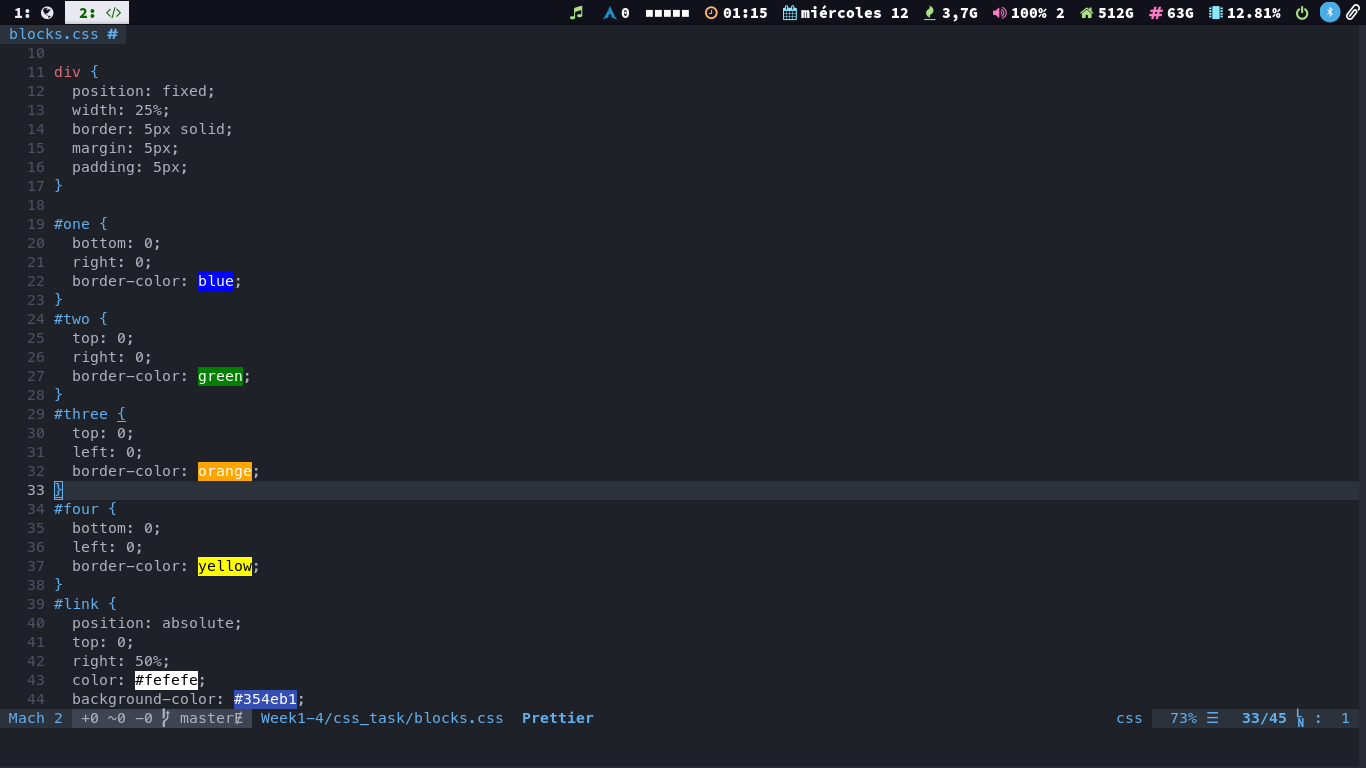 1: 2: </> 0 01:15 miércoles 12 3,7G 100% 2 512G 63G 12.81%
blocks.css #
10
11 div {
12   position: fixed;
13   width: 25%;
14   border: 5px solid;
15   margin: 5px;
16   padding: 5px;
17 }
18
19 #one {
20   bottom: 0;
21   right: 0;
22   border-color: blue;
23 }
24 #two {
25   top: 0;
26   right: 0;
27   border-color: green;
28 }
29 #three {
30   top: 0;
31   left: 0;
32   border-color: orange;
33 }
34 #four {
35   bottom: 0;
36   left: 0;
37   border-color: yellow;
38 }
39 #link {
40   position: absolute;
41   top: 0;
42   right: 50%;
43   color: #fefefe;
44   background-color: #354eb1;
Mach 2 +0 ~0 -0 master Week1-4/css_task/blocks.css Prettier css 73% ☰ 33/45 LN : 1